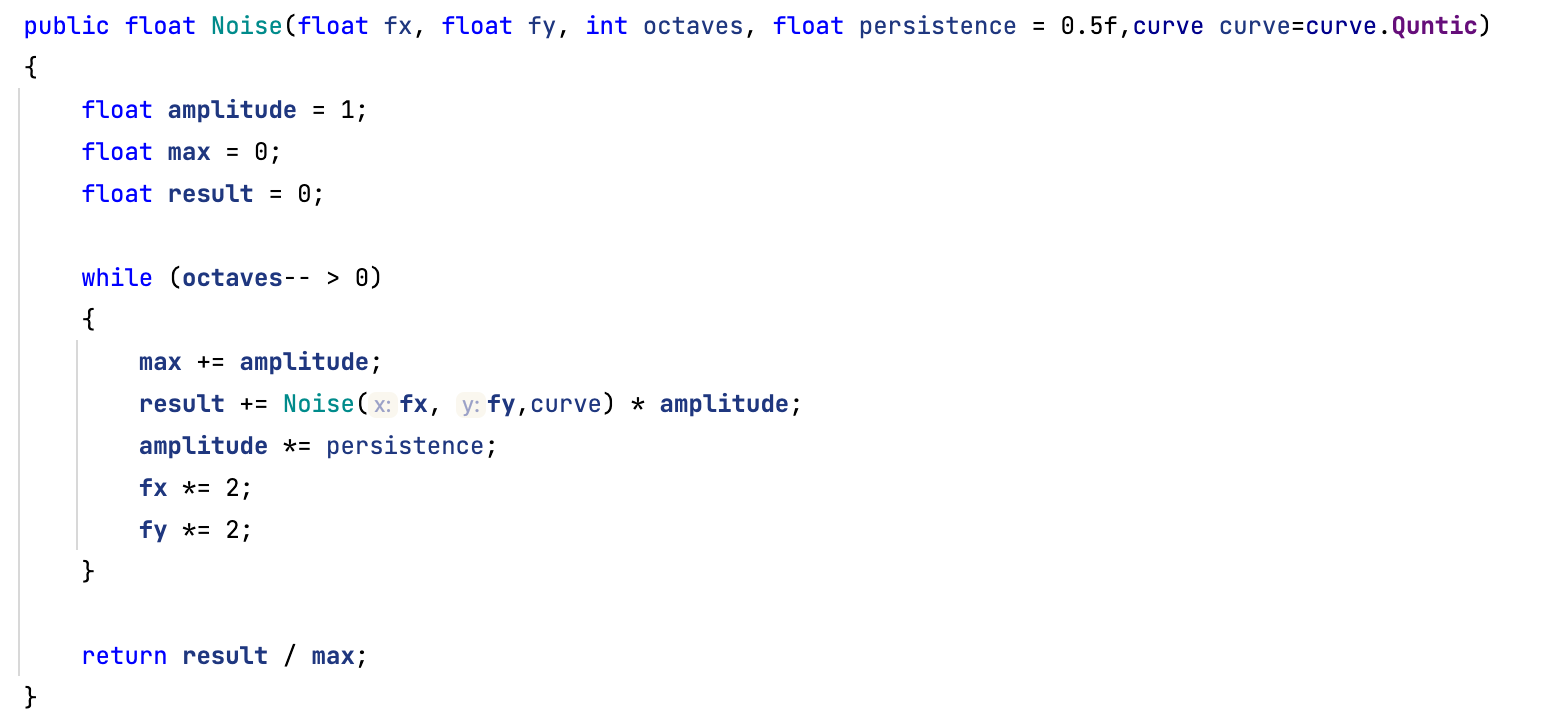 public float Noise(float fx, float fy, int octaves, float persistence = 0.5f,curve curve=curve.Quntic)
{
    float amplitude = 1;
    float max = 0;
    float result = 0;

    while (octaves-- > 0)
    {
        max += amplitude;
        result += Noise(x: fx, y: fy,curve) * amplitude;
        amplitude *= persistence;
        fx *= 2;
        fy *= 2;
    }

    return result / max;
}